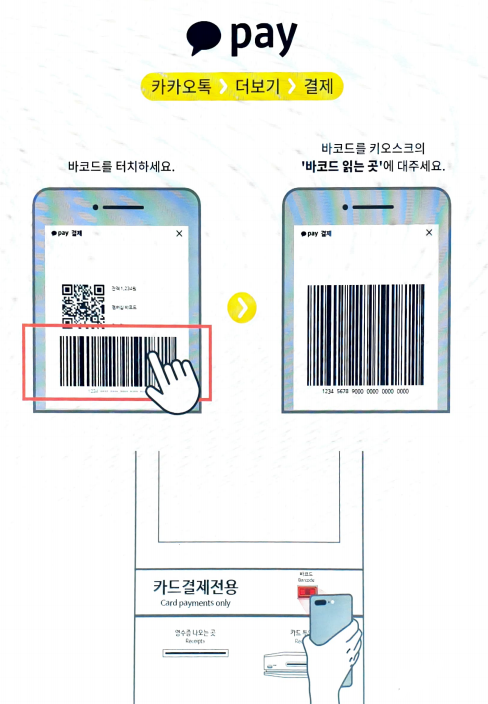 pay
카카오톡 > 더보기 > 결제
바코드를 터치하세요.
바코드를 키오스크의
'바코드 읽는 곳'에 대주세요.
pay 결제
pay 결제
1234 5678 9000 0000 0000 0000
바코드
Barcode
카드결제전용
Card payments only
영수증 나오는 곳
Receipts
카드